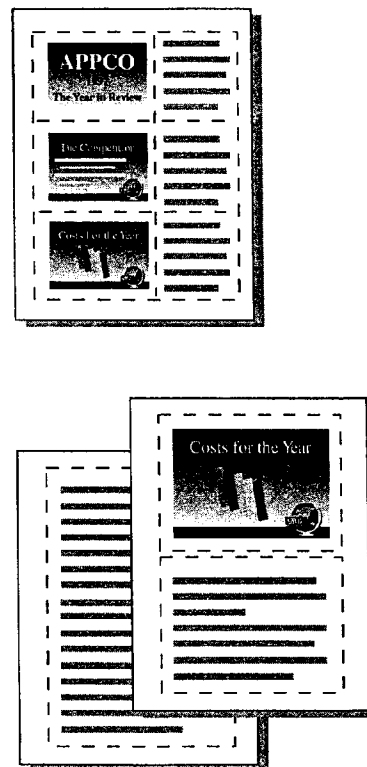 APPCO
The Year in Review
The Competition
Costs for the Year
Costs for the Year